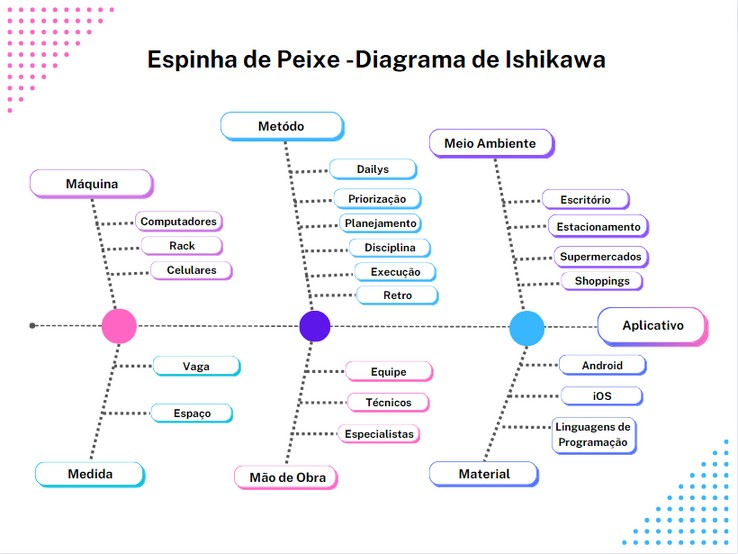 Espinha de Peixe -Diagrama de Ishikawa
Máquina
Computadores
Rack
Celulares
Metódo
Dailys
Priorização
Planejamento
Disciplina
Execução
Retro
Meio Ambiente
Escritório
Estacionamento
Supermercados
Shoppings
Aplicativo
Vaga
Espaço
Medida
Equipe
Técnicos
Especialistas
Mão de Obra
Android
iOS
Linguagens de
Programação
Material